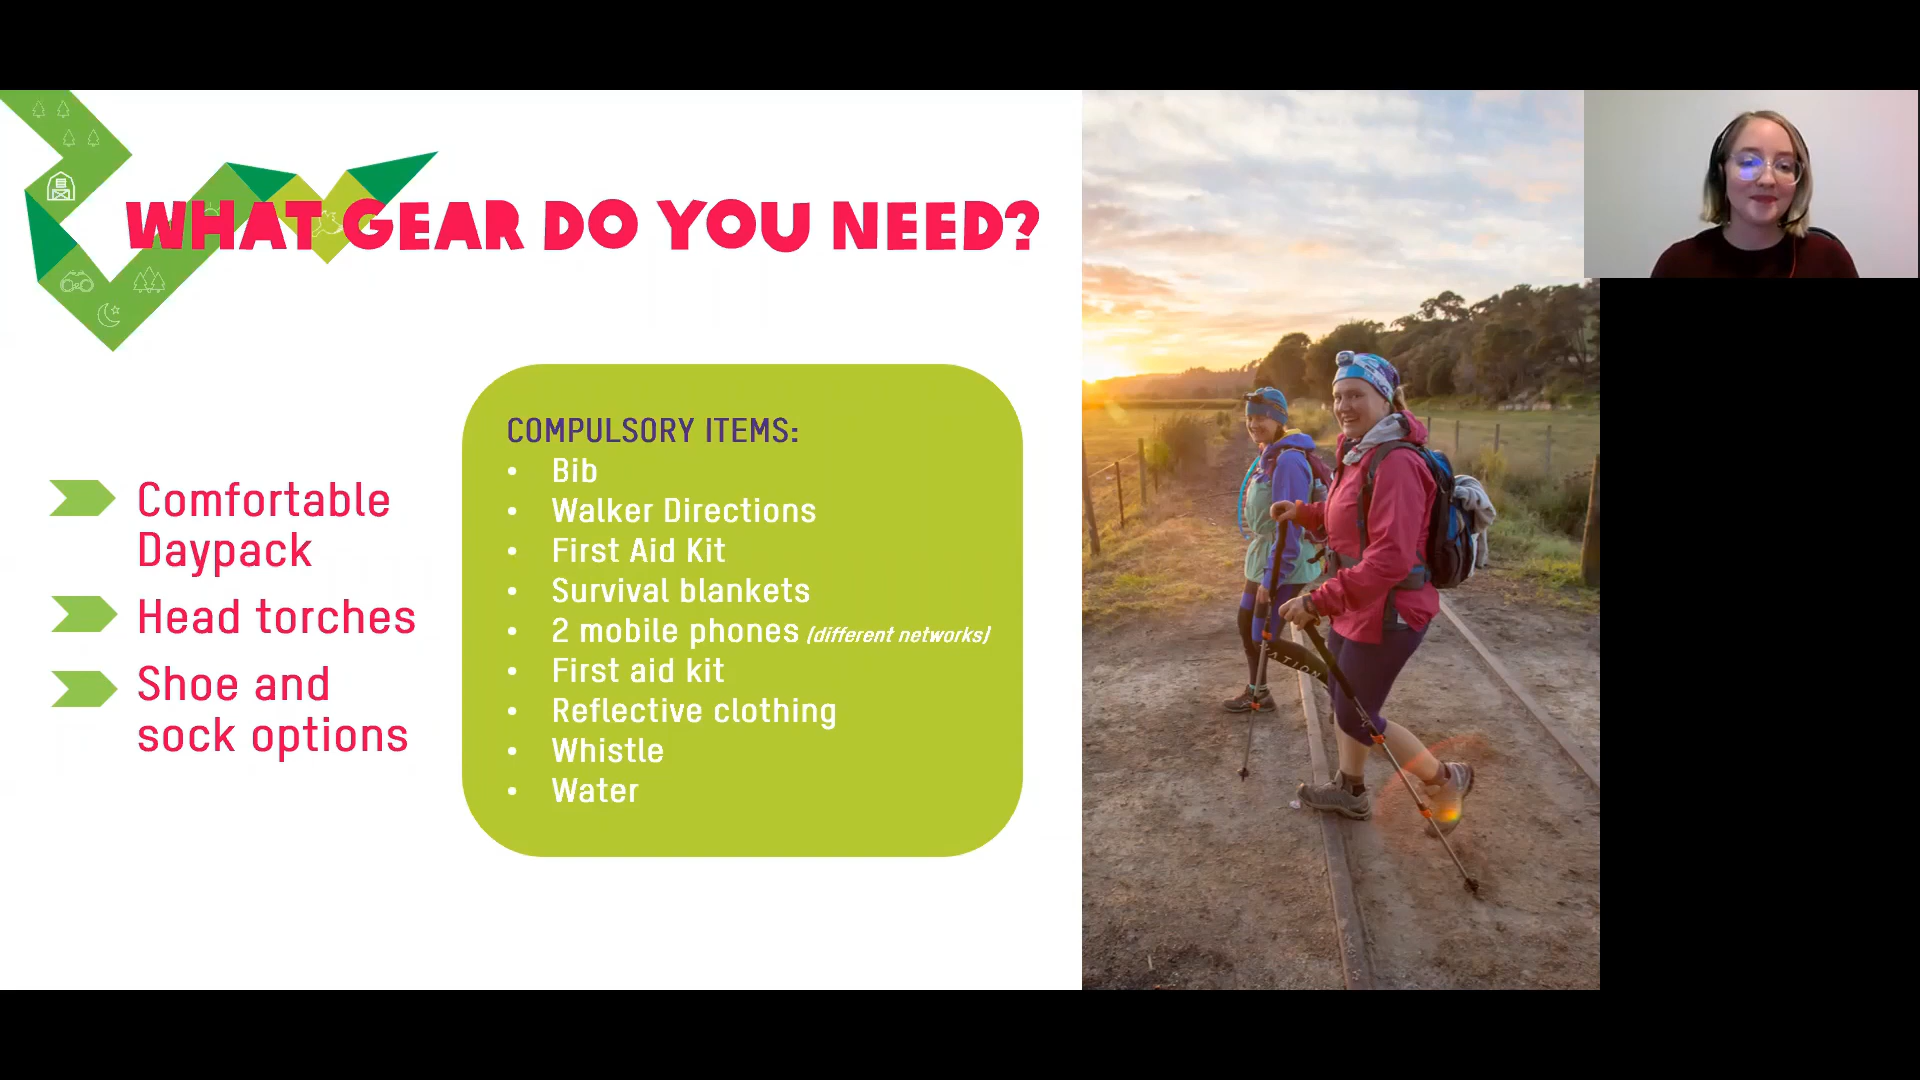 WHAT GEAR DO YOU NEED?
Comfortable
Daypack
Head torches
Shoe and
sock options
COMPULSORY ITEMS:
• Bib
• Walker Directions
• First Aid Kit
• Survival blankets
• 2 mobile phones (different networks)
• First aid kit
• Reflective clothing
• Whistle
• Water